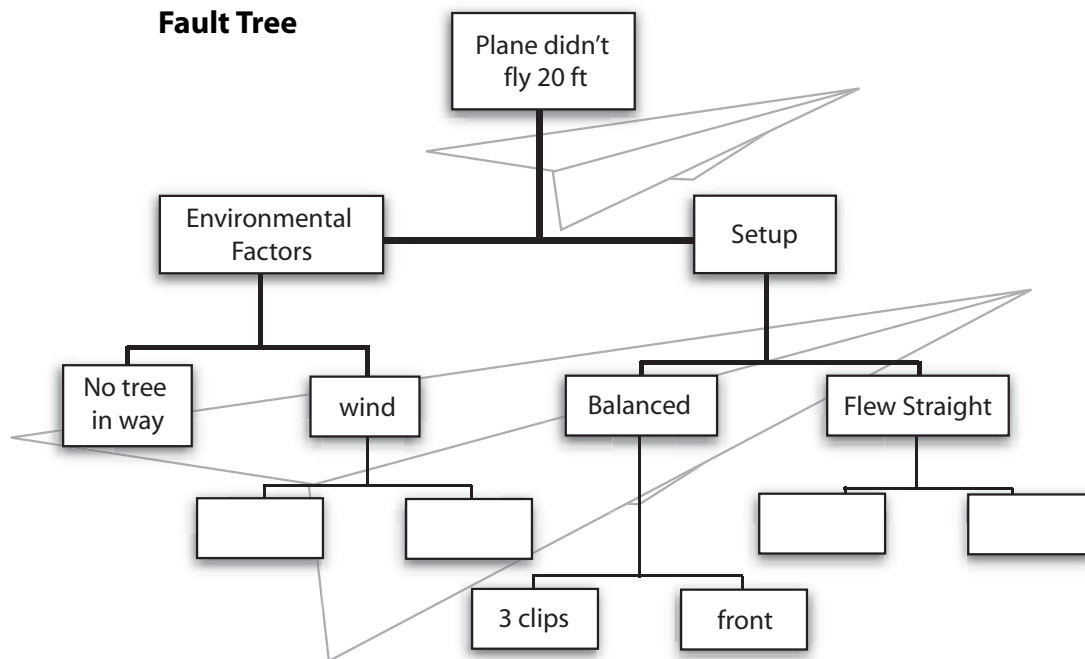 Fault Tree
Plane didn't
fly 20 ft
Environmental
Factors
Setup
No tree
in way
wind
Balanced
Flew Straight
3 clips
front